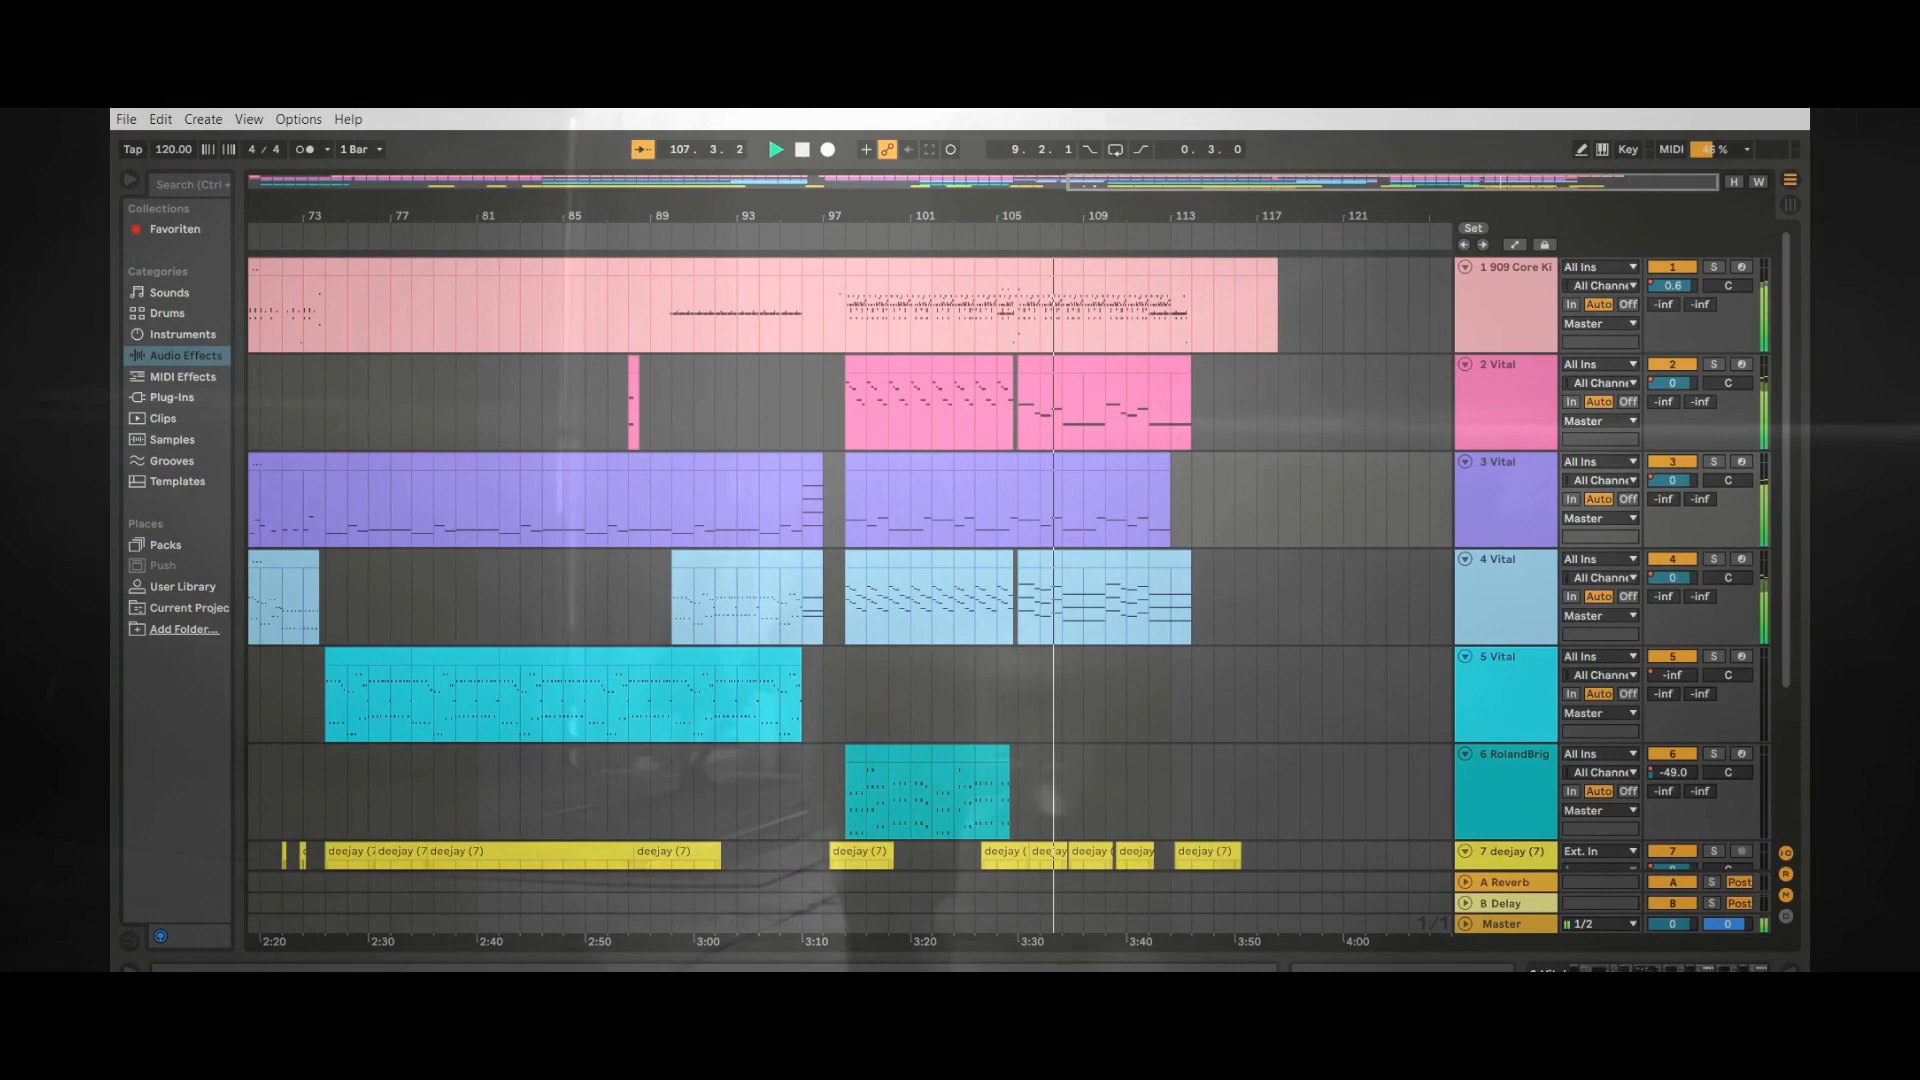 File Edit Create View Options Help
Tap 120.00 4 / 4 1 Bar 107. 3. 2 9. 2. 1 0. 3. 0 Key MIDI 46 %
Search (Ctrl + H W
Collections
Favoriten
Categories
Sounds
Drums
Instruments
Audio Effects
MIDI Effects
Plug-Ins
Clips
Samples
Grooves
Templates
Places
Packs
Push
User Library
Current Projec
Add Folder...
73 77 81 85 89 93 97 101 105 109 113 117 121
Set
1 909 Core Ki All Ins 1 S
All Channe 0.6 C
In Auto Off -inf -inf
Master
2 Vital All Ins 2 S
All Channe 0 C
In Auto Off -inf -inf
Master
3 Vital All Ins 3 S
All Channe 0 C
In Auto Off -inf -inf
Master
4 Vital All Ins 4 S
All Channe 0 C
In Auto Off -inf -inf
Master
5 Vital All Ins 5 S
All Channe -inf C
In Auto Off -inf -inf
Master
6 RolandBrig All Ins 6 S
All Channe -49.0 C
In Auto Off -inf -inf
Master
deejay (7 deejay (7 deejay (7) deejay (7) deejay (7) deejay ( deejay deejay ( deejay deejay (7) 7 deejay (7) Ext. In 7 S
A Reverb A S Post
B Delay B S Post
1/1 Master 1/2 0 0
2:20 2:30 2:40 2:50 3:00 3:10 3:20 3:30 3:40 3:50 4:00